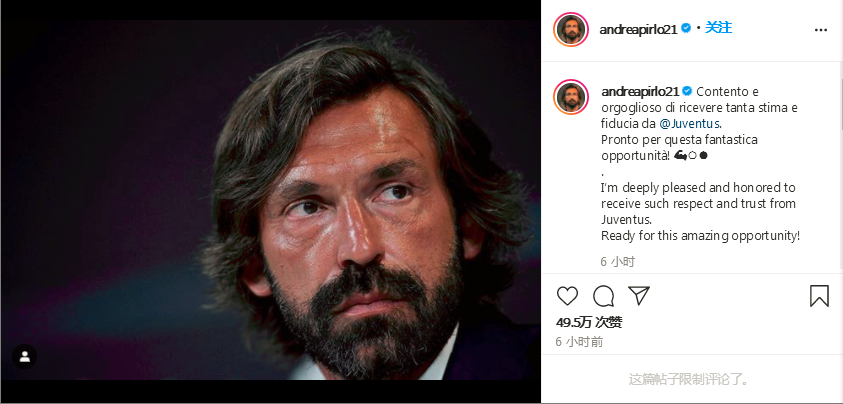 andreapirlo21 • 关注
andreapirlo21 Contento e
orgoglioso di ricevere tanta stima e
fiducia da @Juventus.
Pronto per questa fantastica
opportunità! 💪⚪⚫
.
I'm deeply pleased and honored to
receive such respect and trust from
Juventus.
Ready for this amazing opportunity!
6 小时
49.5万 次赞
6 小时前
这篇帖子限制评论了。